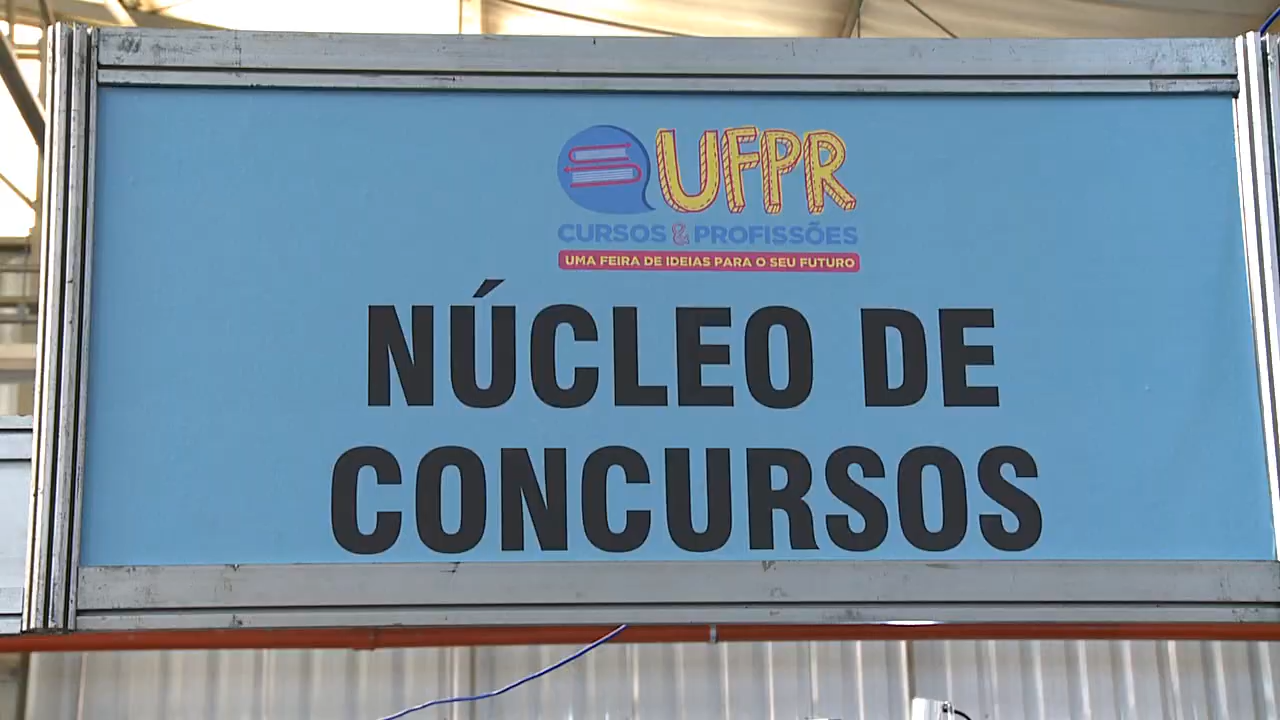 UFPR
CURSOS & PROFISSÕES
UMA FEIRA DE IDEIAS PARA O SEU FUTURO
NÚCLEO DE
CONCURSOS